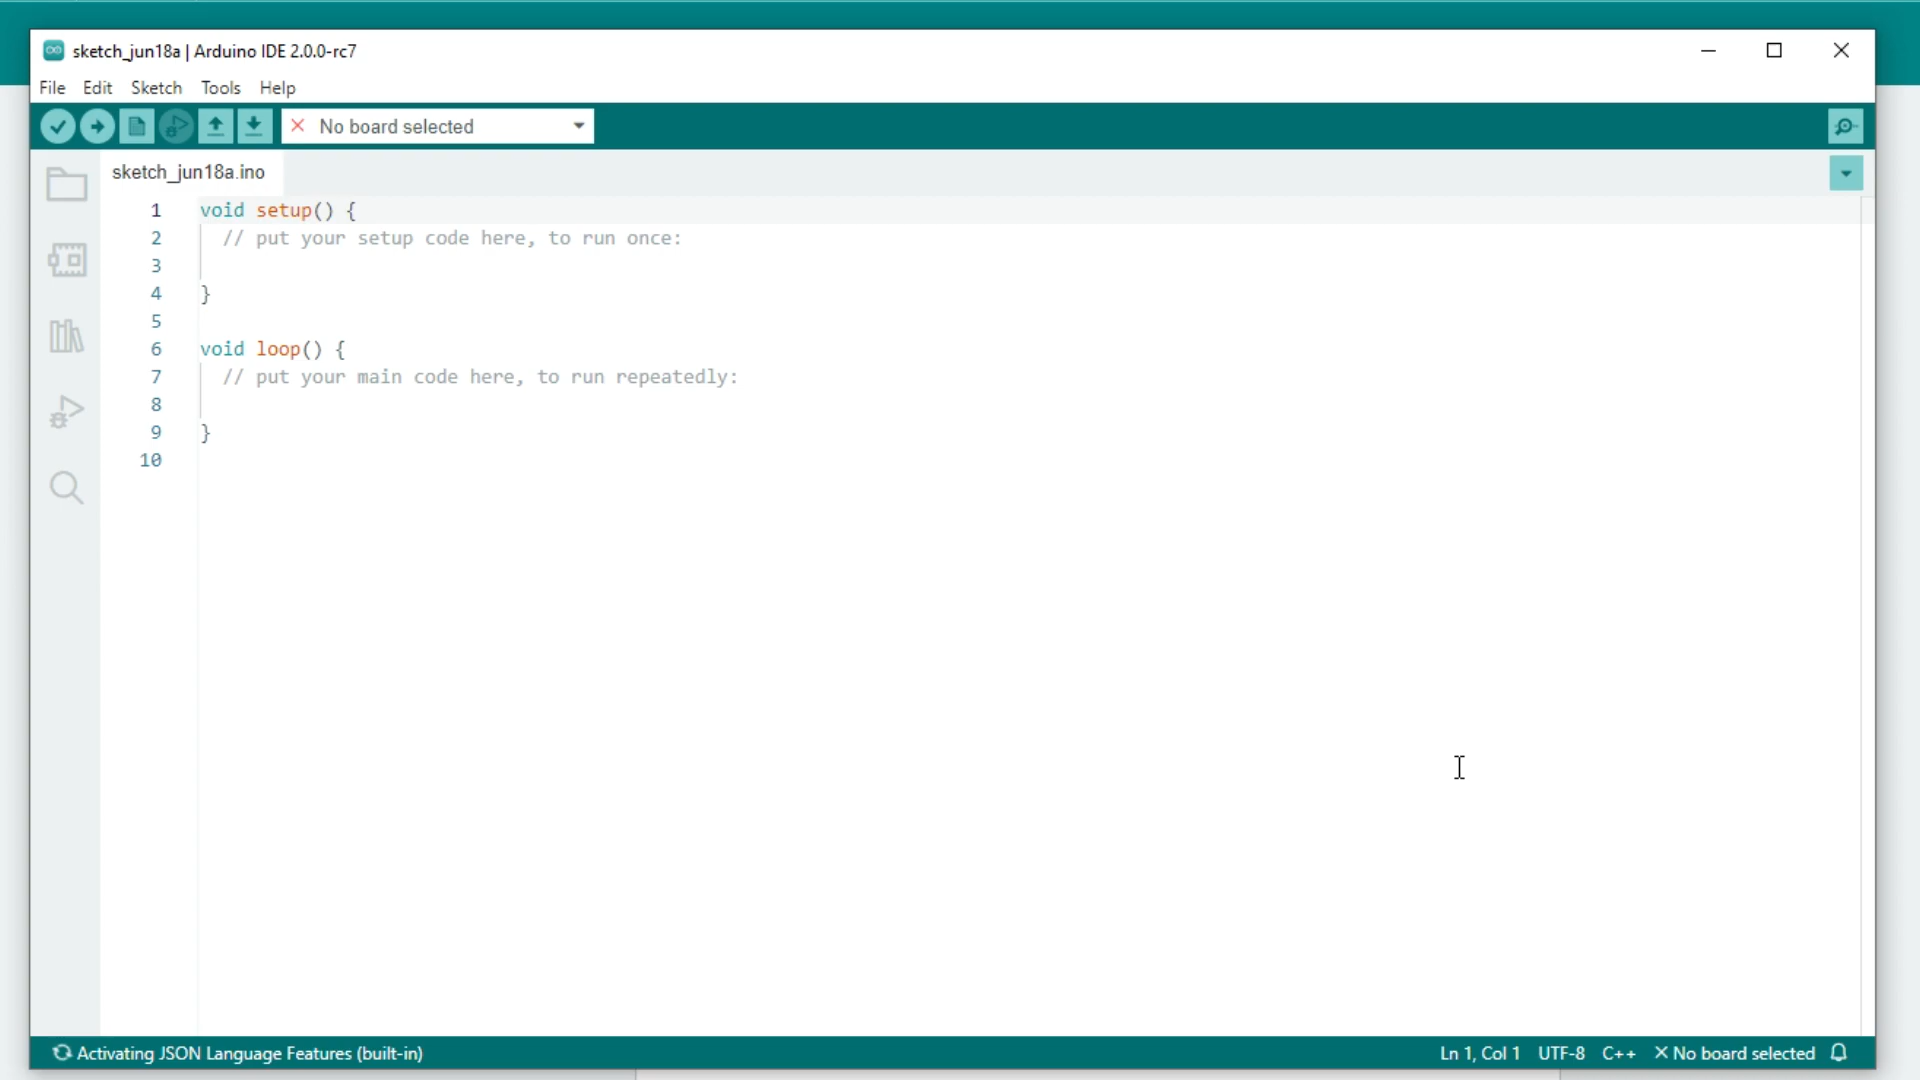 sketch_jun18a | Arduino IDE 2.0.0-rc7
File Edit Sketch Tools Help
No board selected
sketch_jun18a.ino
1 void setup() {
2 // put your setup code here, to run once:
3
4 }
5
6 void loop() {
7 // put your main code here, to run repeatedly:
8
9 }
10
Activating JSON Language Features (built-in) Ln 1, Col 1 UTF-8 C++ No board selected